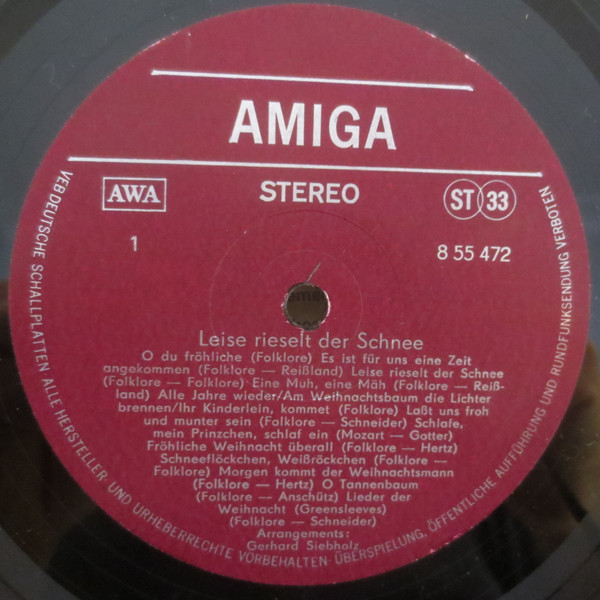 AMIGA
AWA
STEREO
ST 33
1
8 55 472
Leise rieselt der Schnee
O du fröhliche (Folklore) Es ist für uns eine Zeit
angekommen (Folklore — Reißland) Leise rieselt der Schnee
(Folklore — Folklore) Eine Muh, eine Mäh (Folklore — Reiß-
land) Alle Jahre wieder/Am Weihnachtsbaum die Lichter
brennen/Ihr Kinderlein, kommet (Folklore) Laßt uns froh
und munter sein (Folklore — Schneider) Schlafe,
mein Prinzchen, schlaf ein (Mozart — Gotter)
Fröhliche Weihnacht überall (Folklore — Hertz)
Schneeflöckchen, Weißröckchen (Folklore —
Folklore) Morgen kommt der Weihnachtsmann
(Folklore — Hertz) O Tannenbaum
(Folklore — Anschütz) Lieder der
Weihnacht (Greensleeves)
(Folklore — Schneider)
Arrangements:
Gerhard Siebholz
VEB DEUTSCHE SCHALLPLATTEN ALLE HERSTELLER- UND URHEBERRECHTE VORBEHALTEN·ÜBERSPIELUNG, ÖFFENTLICHE AUFFÜHRUNG UND RUNDFUNKSENDUNG VERBOTEN